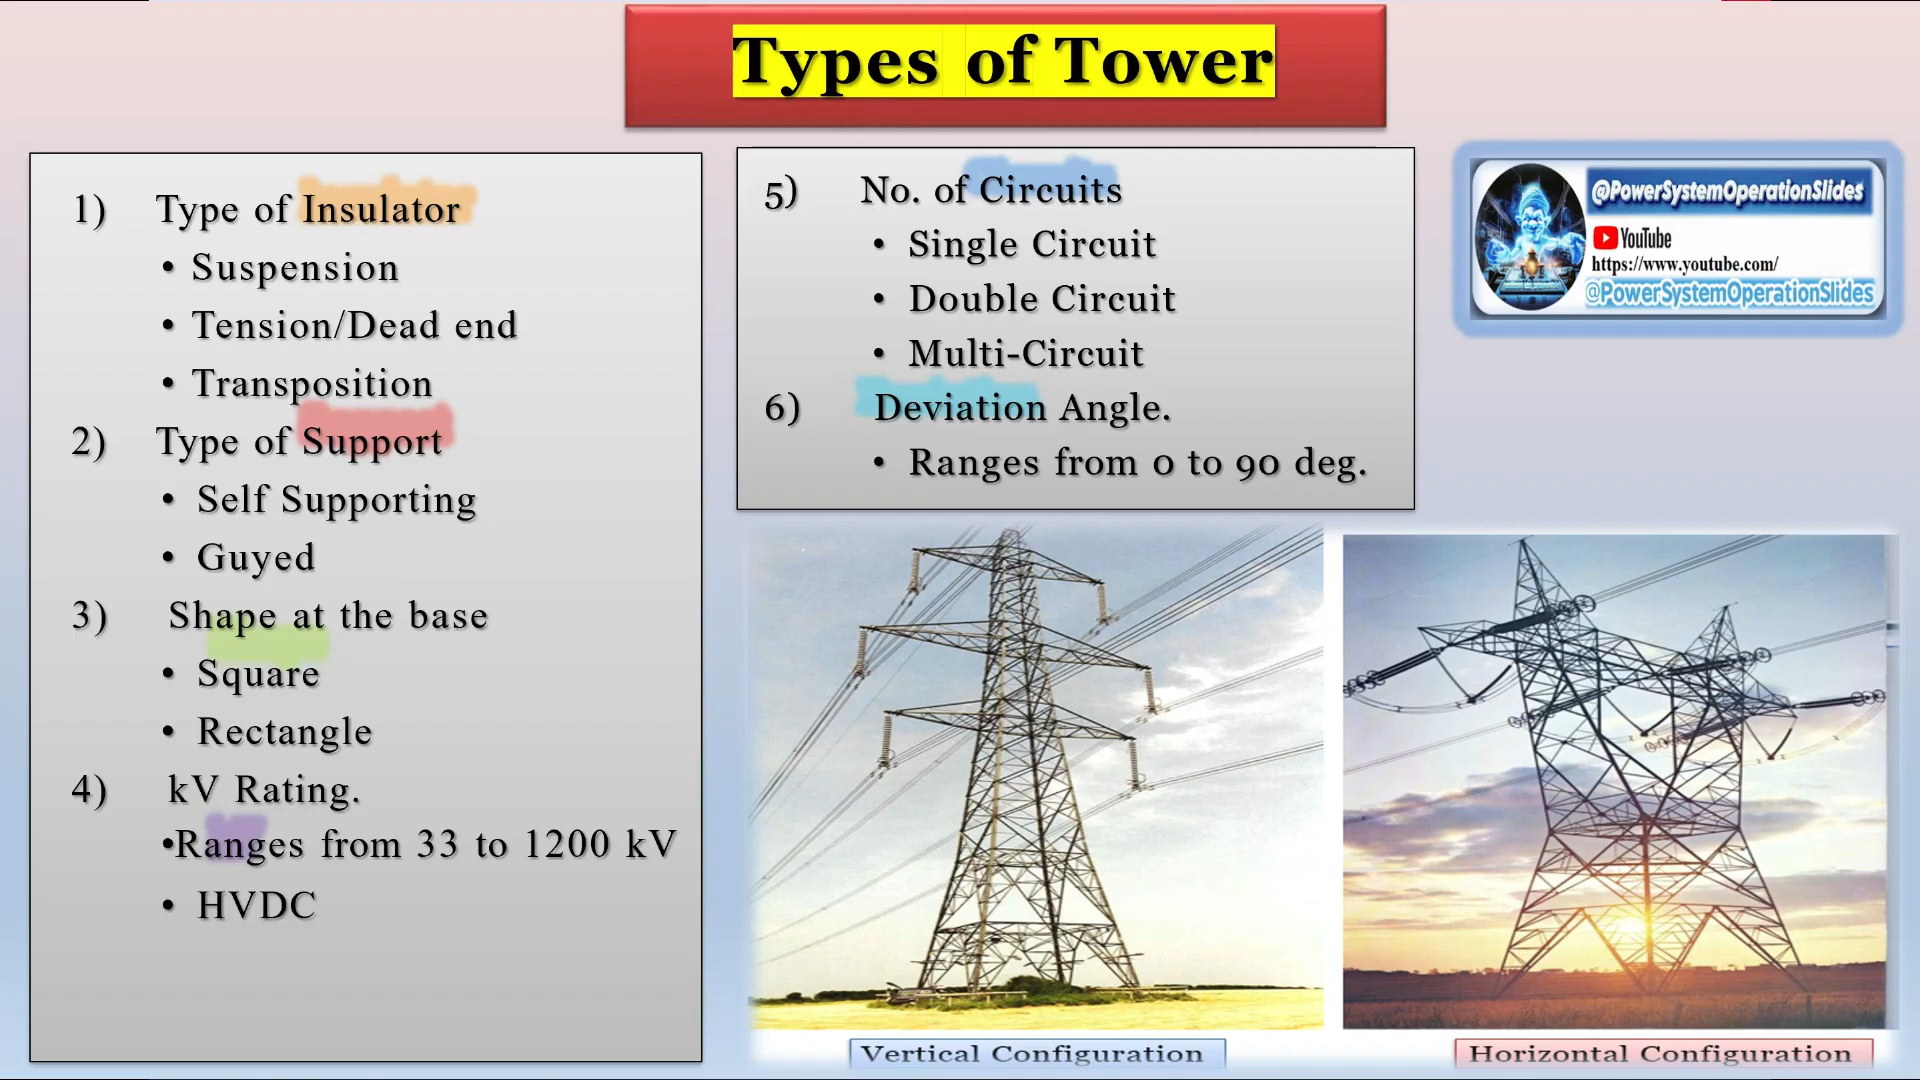 Types of Tower
1) Type of Insulator
• Suspension
• Tension/Dead end
• Transposition
2) Type of Support
• Self Supporting
• Guyed
3) Shape at the base
• Square
• Rectangle
4) kV Rating.
•Ranges from 33 to 1200 kV
• HVDC
5) No. of Circuits
• Single Circuit
• Double Circuit
• Multi-Circuit
6) Deviation Angle.
• Ranges from 0 to 90 deg.
@PowerSystemOperationSlides
YouTube
https://www.youtube.com/
@PowerSystemOperationSlides
Vertical Configuration
Horizontal Configuration